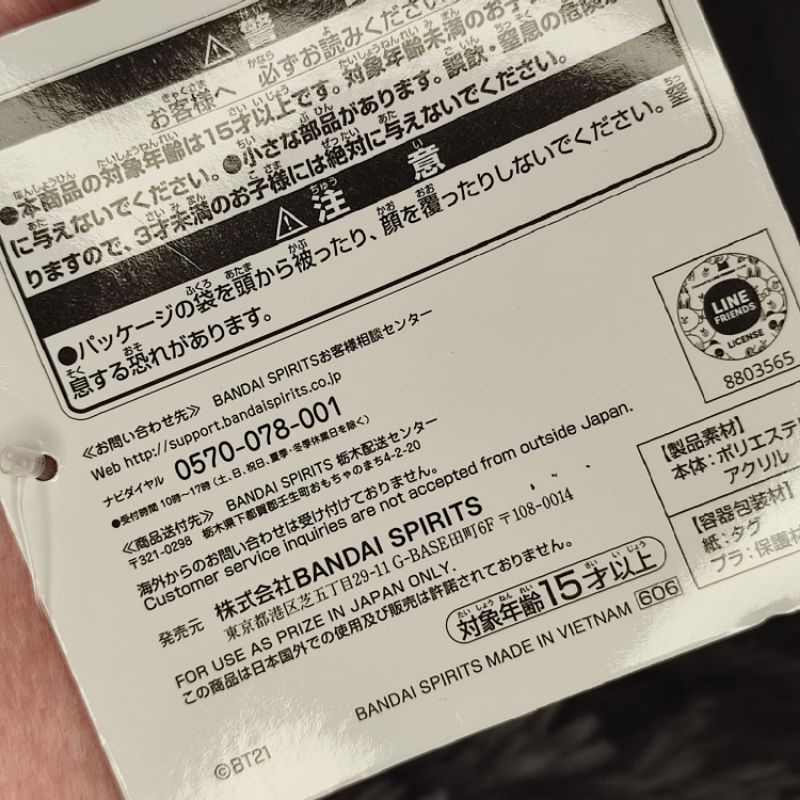 ⚠ 警
お客様へ 必ずお読みください
●本商品の対象年齢は15才以上です。対象年齢未満のお子
に与えないでください。●小さな部品があります。誤飲・窒息の危険が
りますので、3才未満のお子様には絶対に与えないでください。
⚠ 注 意
●パッケージの袋を頭から被ったり、顔を覆ったりしないでください。窒
息する恐れがあります。
LINE
FRIENDS
LICENSE
8803565
≪お問い合わせ先≫ BANDAI SPIRITSお客様相談センター
Web http://support.bandaispirits.co.jp
ナビダイヤル 0570-078-001
●受付時間 10時~17時(土、日、祝日、夏季・冬季休業日を除く)
≪商品送付先≫ BANDAI SPIRITS 栃木配送センター
〒321-0298 栃木県下都賀郡壬生町おもちゃのまち4-2-20
海外からのお問い合わせは受け付けておりません。
Customer service inquiries are not accepted from outside Japan.
発売元 株式会社BANDAI SPIRITS
東京都港区芝五丁目29-11 G-BASE田町6F 〒108-0014
FOR USE AS PRIZE IN JAPAN ONLY.
この商品は日本国外での使用及び販売は許諾されておりません。
対象年齢15才以上
BANDAI SPIRITS MADE IN VIETNAM 606
©BT21
【製品素材】
本体:ポリエステ
アクリル
【容器包装材】
紙:タグ
プラ:保護材